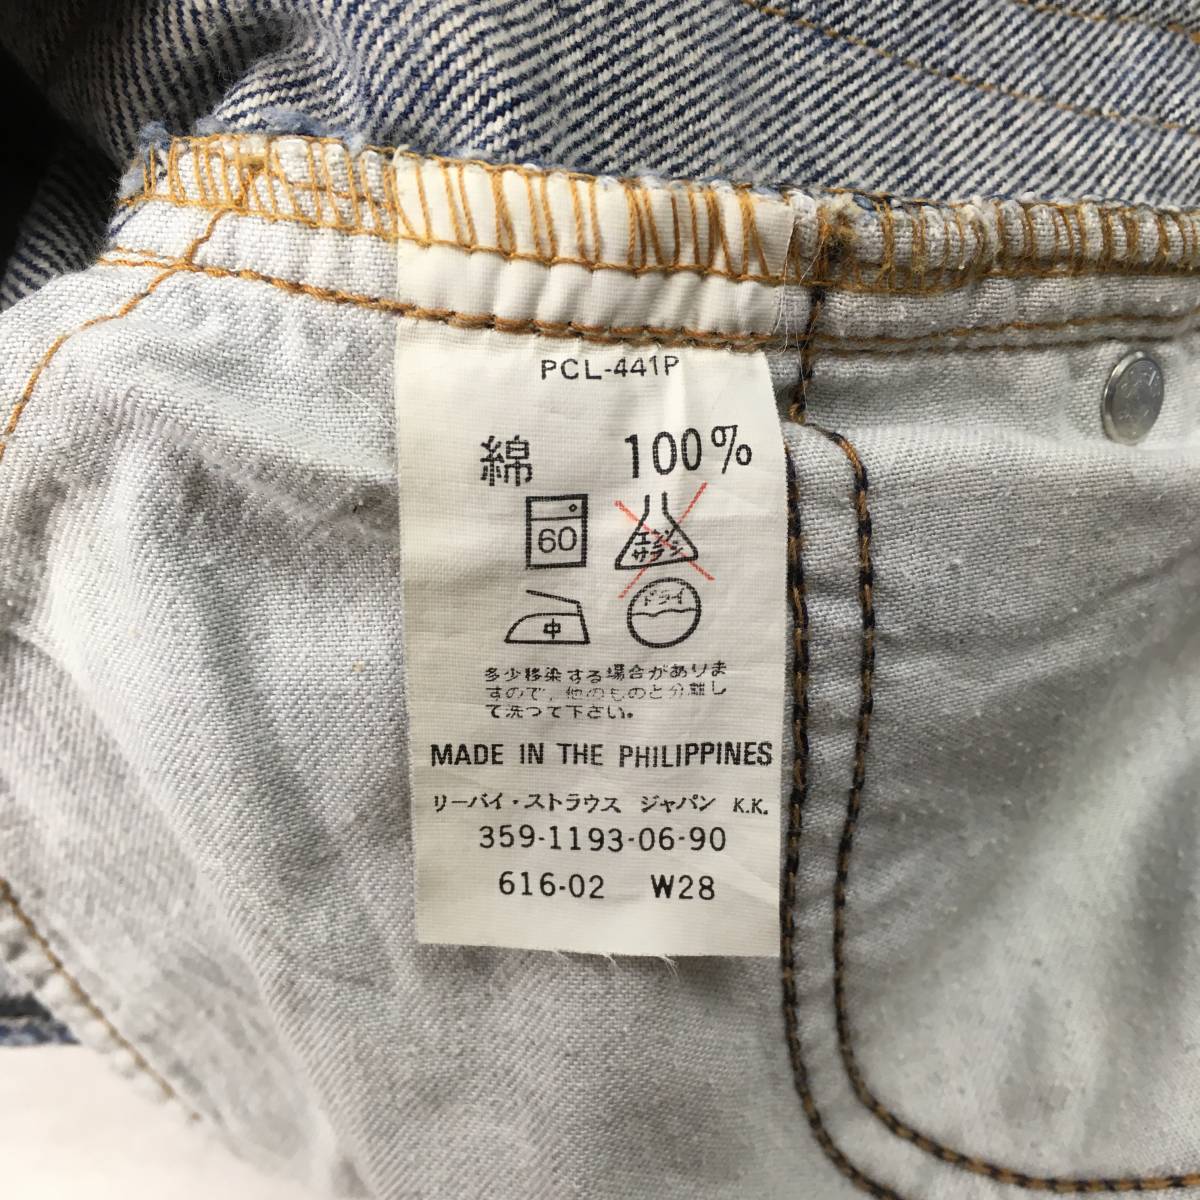 PCL-441P
綿 100%
60
エンソ
サラシ
中
ドライ
多少移染する場合がありま
すので、他のものと分離し
て洗つて下さい。
MADE IN THE PHILIPPINES
リーバイ・ストラウス ジャパン K.K.
359-1193-06-90
616-02 W28